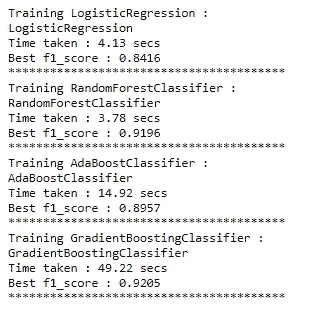 Training LogisticRegression :
LogisticRegression
Time taken : 4.13 secs
Best f1_score : 0.8416
****************************************
Training RandomForestClassifier :
RandomForestClassifier
Time taken : 3.78 secs
Best f1_score : 0.9196
****************************************
Training AdaBoostClassifier :
AdaBoostClassifier
Time taken : 14.92 secs
Best f1_score : 0.8957
****************************************
Training GradientBoostingClassifier :
GradientBoostingClassifier
Time taken : 49.22 secs
Best f1_score : 0.9205
****************************************